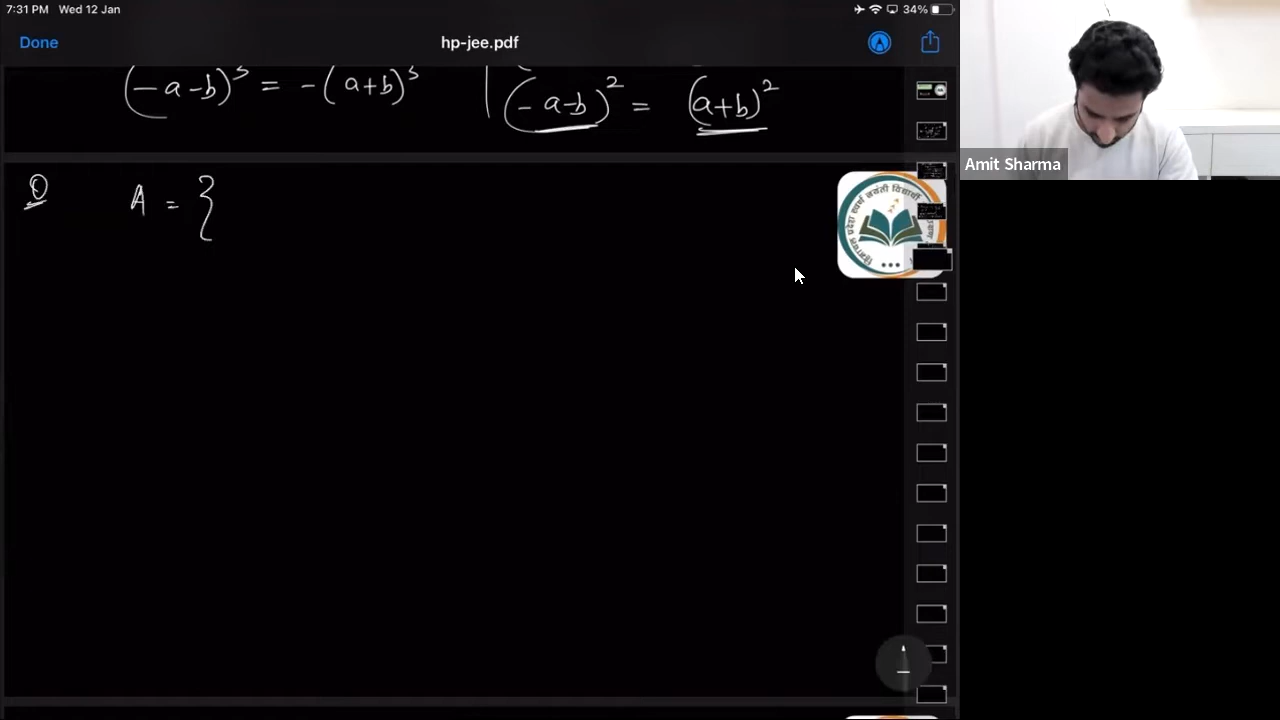 7:31 PM Wed 12 Jan 34%
Done hp-jee.pdf
(-a-b)³ = -(a+b)³ | (-a-b)² = (a+b)²
Q A = {
Amit Sharma